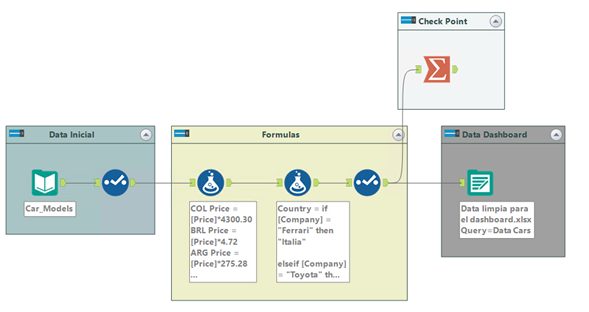 Check Point
Data Inicial
Formulas
Data Dashboard
Car_Models
COL Price =
[Price]*4300.30
BRL Price =
[Price]*4.72
ARG Price =
[Price]*275.28
...
Country = if
[Company] =
"Ferrari" then
"Italia"
elseif [Company]
= "Toyota" th...
Data limpia para
el dashboard.xlsx
Query=Data Cars